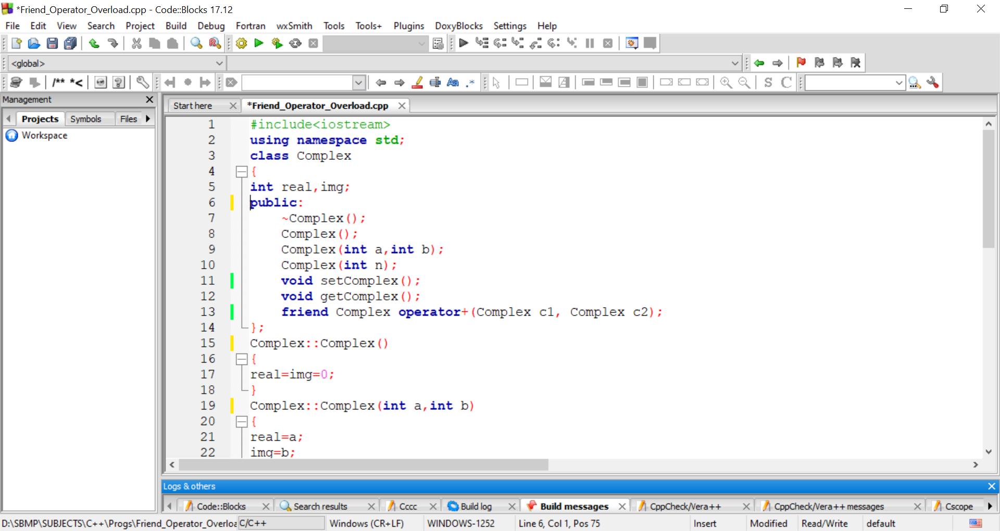 *Friend_Operator_Overload.cpp - Code::Blocks 17.12
File Edit View Search Project Build Debug Fortran wxSmith Tools Tools+ Plugins DoxyBlocks Settings Help
<global>
/** *<
Aa .*
S C
Management
Start here *Friend_Operator_Overload.cpp
Projects Symbols Files
Workspace
1 #include<iostream>
2 using namespace std;
3 class Complex
4 {
5 int real,img;
6 public:
7 ~Complex();
8 Complex();
9 Complex(int a,int b);
10 Complex(int n);
11 void setComplex();
12 void getComplex();
13 friend Complex operator+(Complex c1, Complex c2);
14 };
15 Complex::Complex()
16 {
17 real=img=0;
18 }
19 Complex::Complex(int a,int b)
20 {
21 real=a;
22 img=b;
Logs & others
Code::Blocks Search results Cccc Build log Build messages CppCheck/Vera++ CppCheck/Vera++ messages Cscope
D:\SBMP\SUBJECTS\C++\Progs\Friend_Operator_Overloa C/C++ Windows (CR+LF) WINDOWS-1252 Line 6, Col 1, Pos 75 Insert Modified Read/Write default